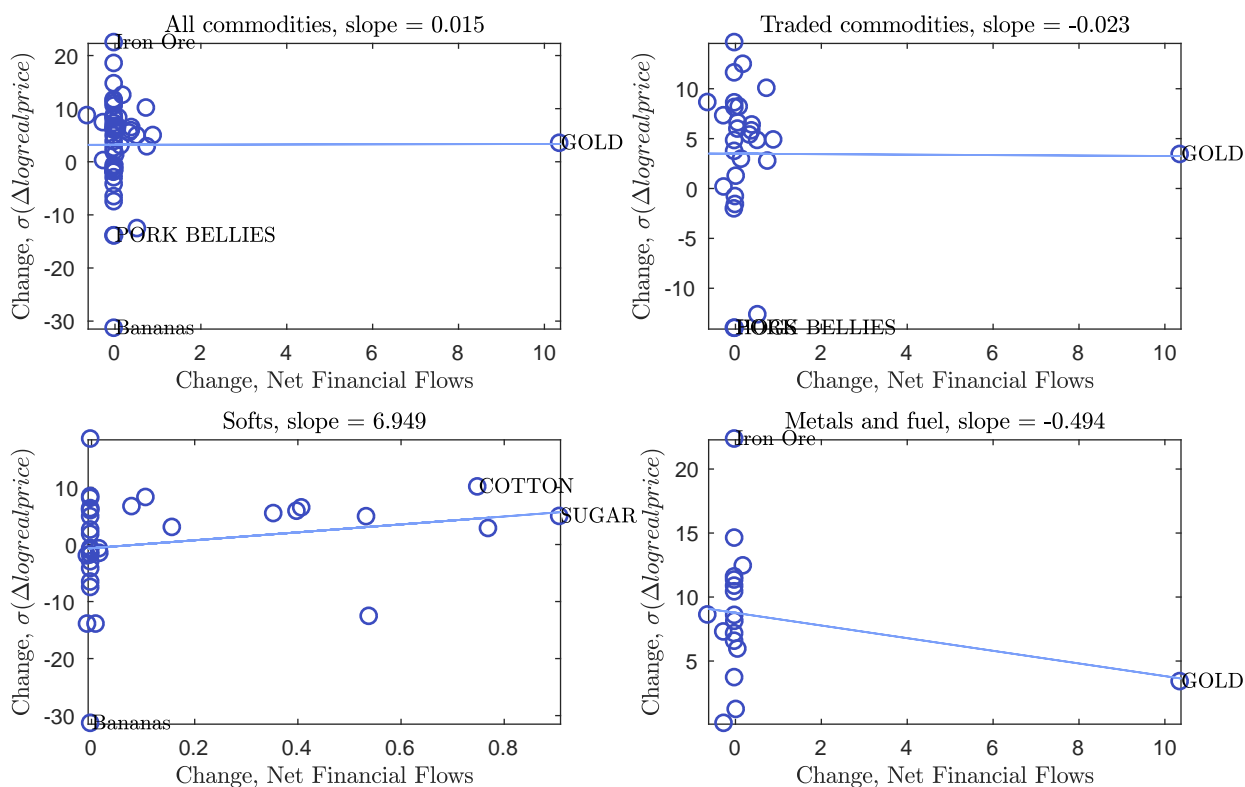 All commodities, slope = 0.015
20
10
0
-10
-20
-30
Change, σ(Δlogrealprice)
Iron Ore
GOLD
PORK BELLIES
Bananas
0 2 4 6 8 10
Change, Net Financial Flows
Traded commodities, slope = -0.023
10
5
0
-5
-10
Change, σ(Δlogrealprice)
GOLD
PORK BELLIES
HOGS
0 2 4 6 8 10
Change, Net Financial Flows
Softs, slope = 6.949
10
0
-10
-20
-30
Change, σ(Δlogrealprice)
COTTON
SUGAR
Bananas
0 0.2 0.4 0.6 0.8
Change, Net Financial Flows
Metals and fuel, slope = -0.494
20
15
10
5
Change, σ(Δlogrealprice)
Iron Ore
GOLD
0 2 4 6 8 10
Change, Net Financial Flows